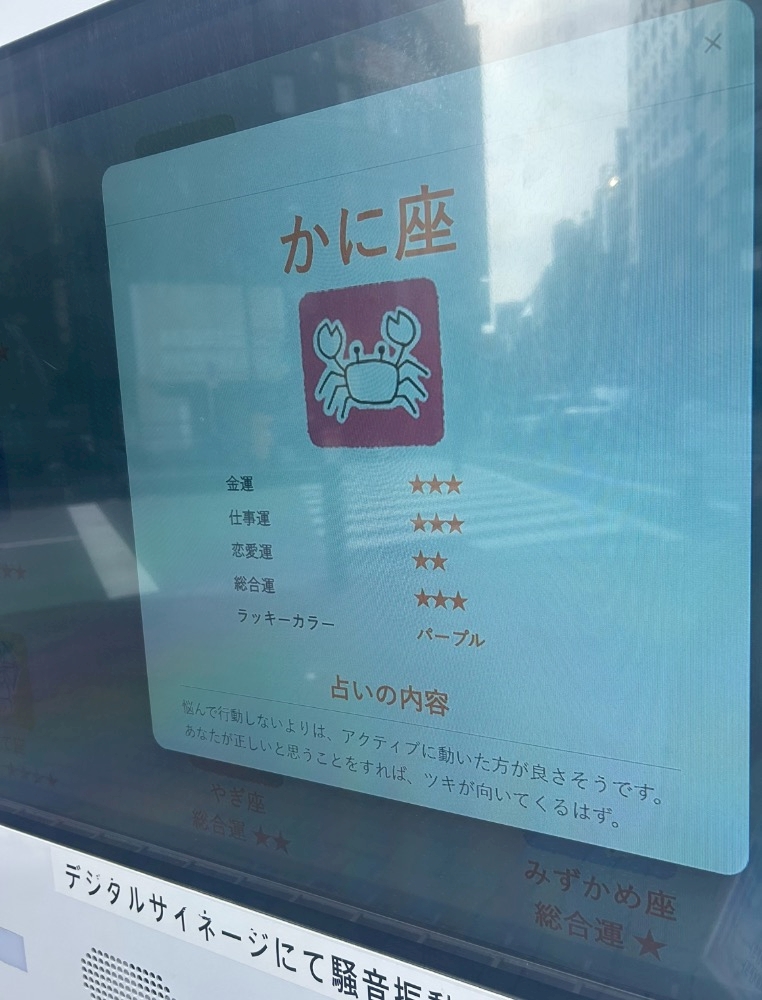 ×
かに座
金運 ★★★
仕事運 ★★★
恋愛運 ★★
総合運 ★★★
ラッキーカラー パープル
占いの内容
悩んで行動しないよりは、アクティブに動いた方が良さそうです。
あなたが正しいと思うことをすれば、ツキが向いてくるはず。
やぎ座
総合運 ★★
みずがめ座
総合運 ★
デジタルサイネージにて騒音振動